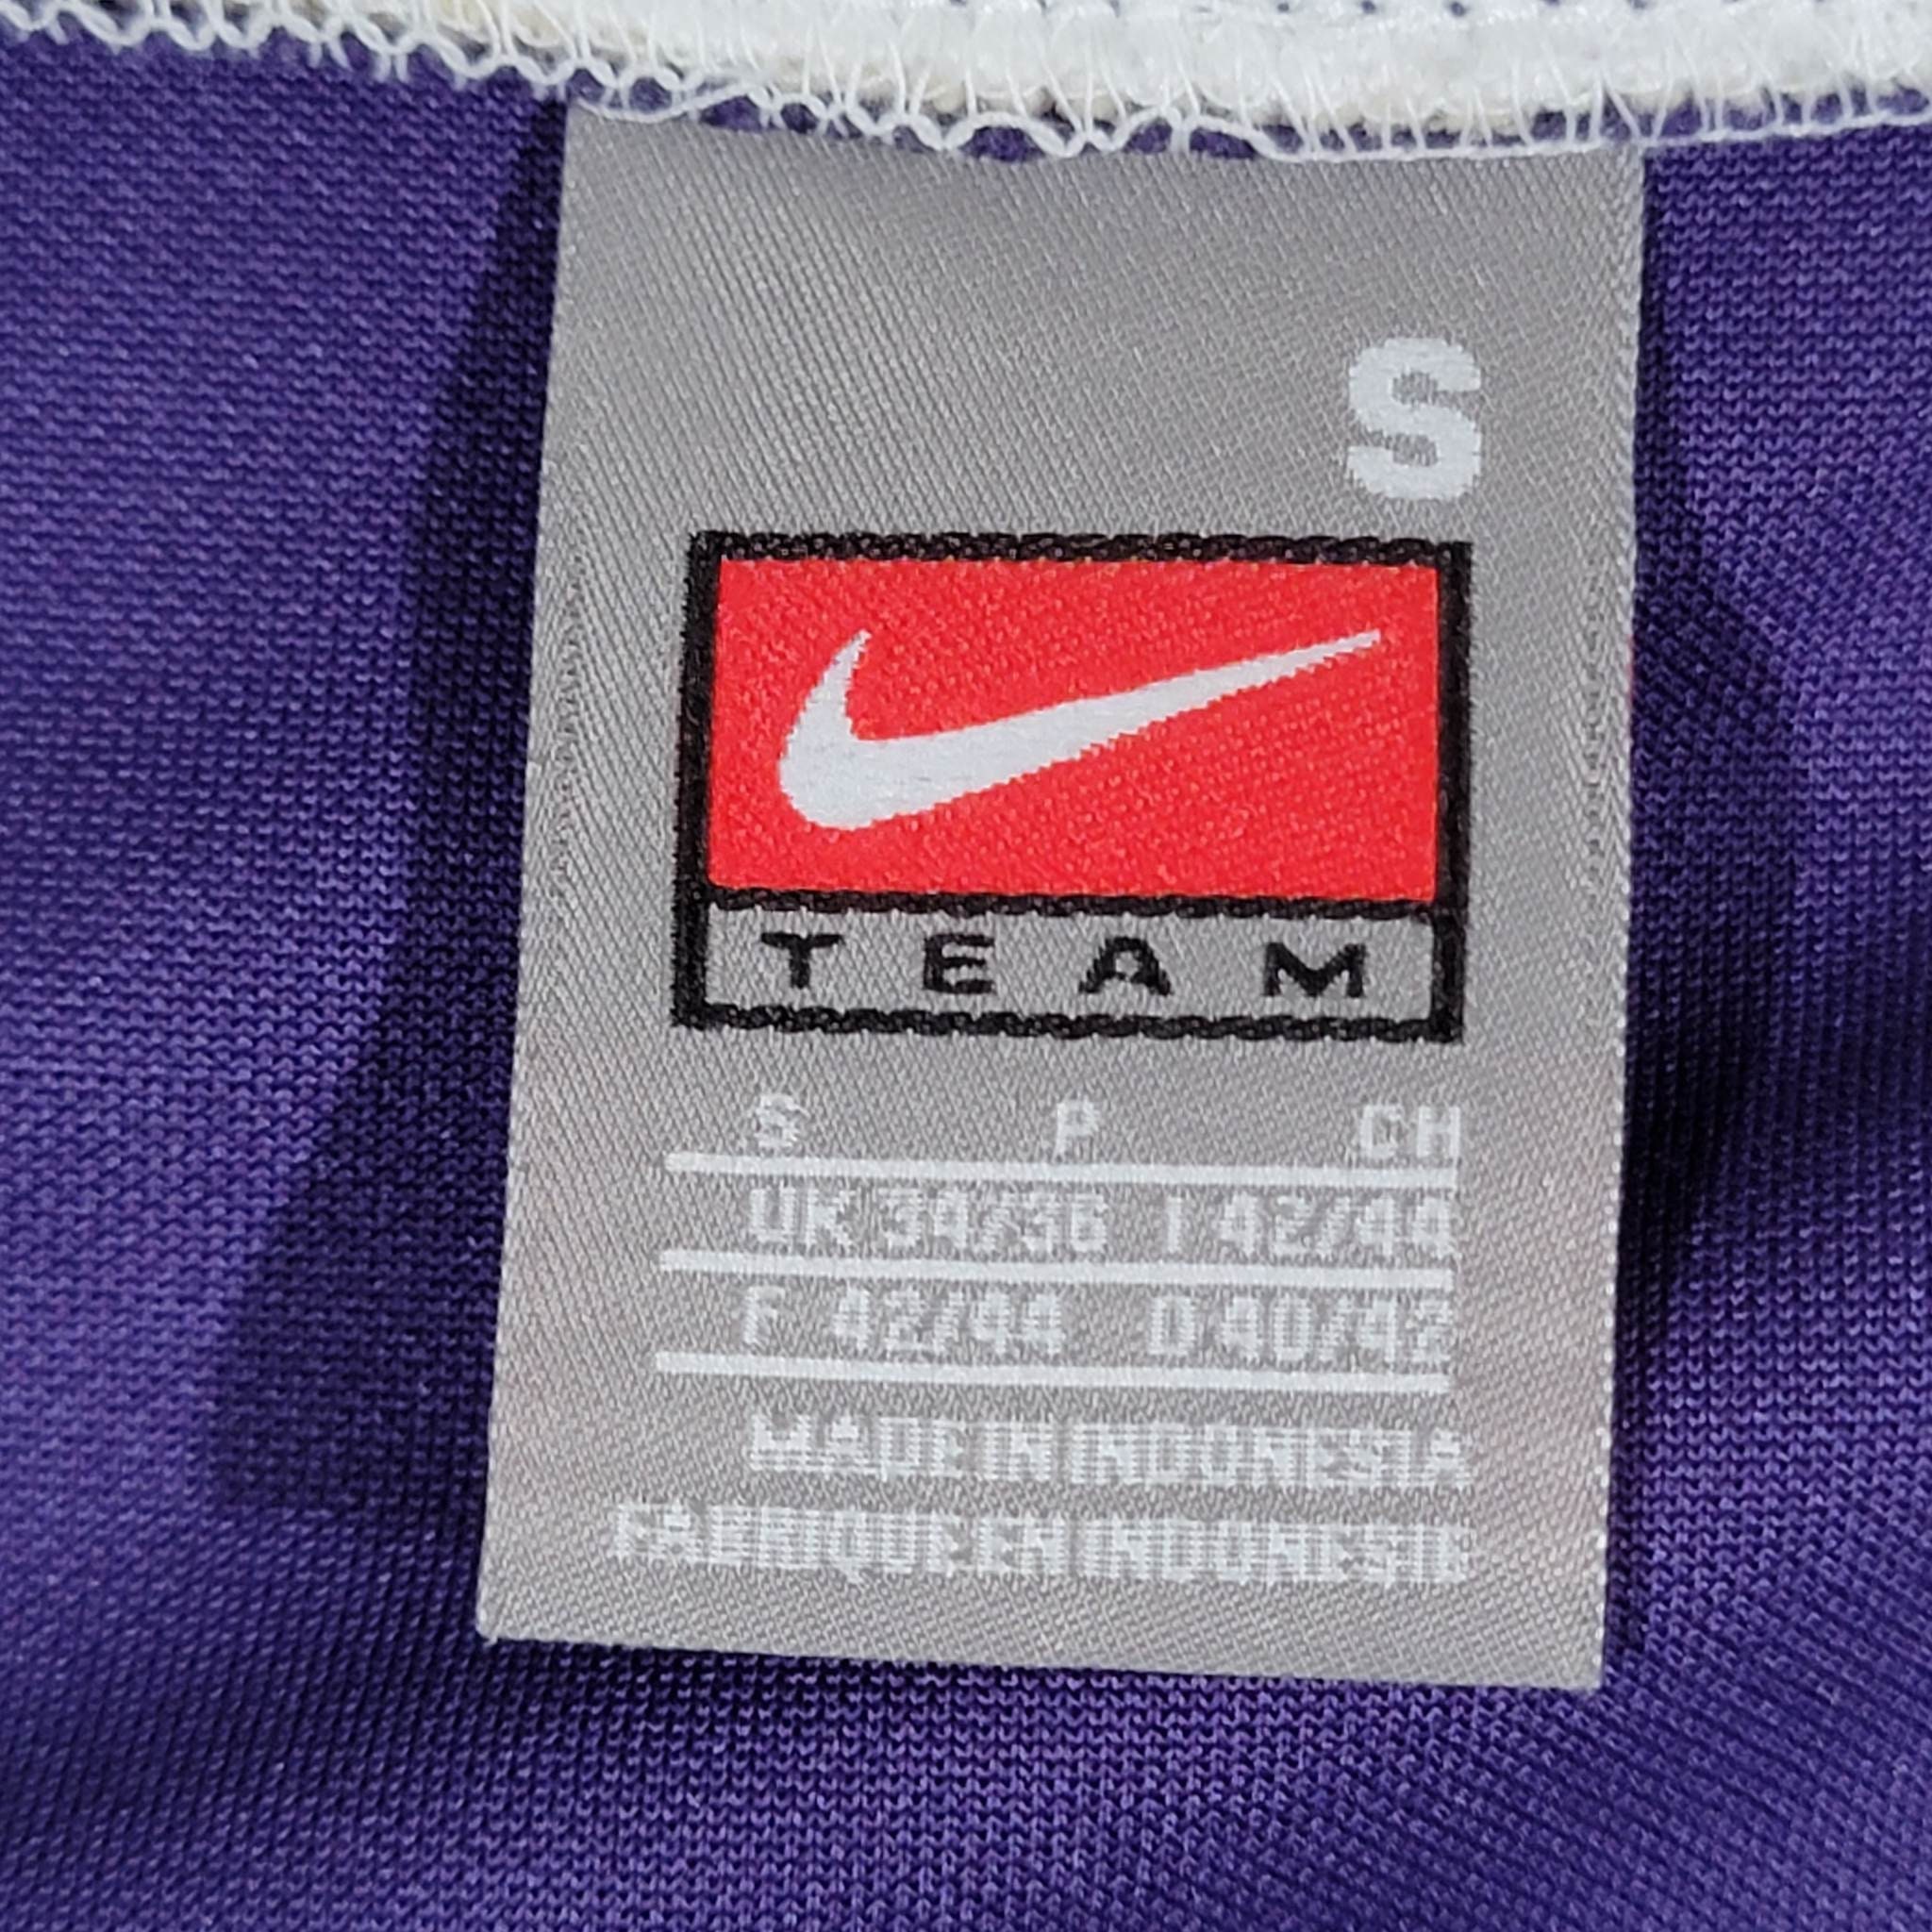 S
TEAM
S P CH
UK 34/36 I 42/44
F 42/44 D 40/42
MADE IN INDONESIA
FABRIQUE EN INDONESIE